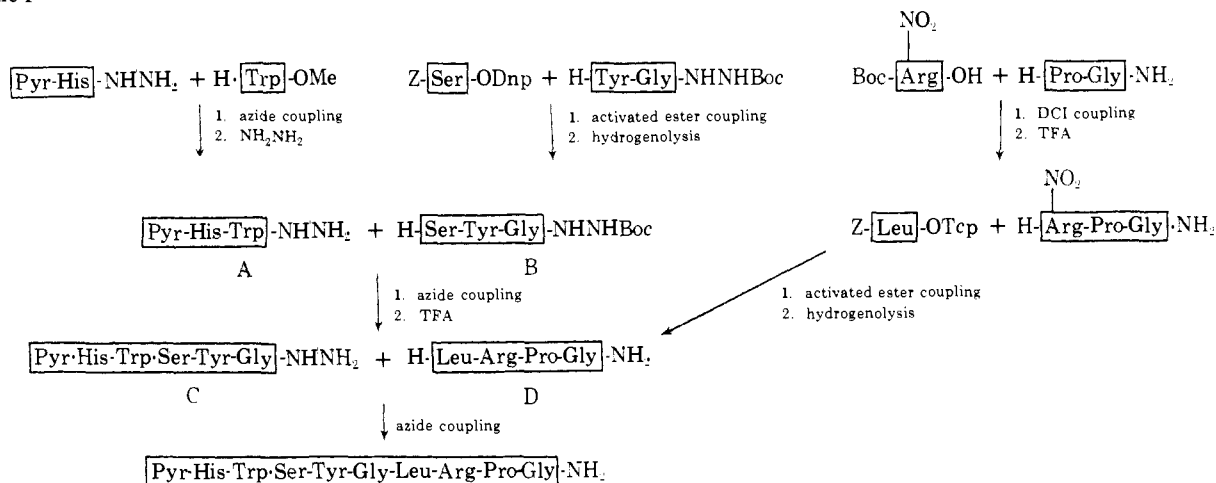 NO₂
Pyr-His-NHNH₂ + H·Trp-OMe Z-Ser-ODnp + H-Tyr-Gly-NHNHBoc Boc-Arg-OH + H-Pro-Gly-NH₂
1. azide coupling
2. NH₂NH₂
1. activated ester coupling
2. hydrogenolysis
1. DCI coupling
2. TFA
NO₂
Pyr-His-Trp-NHNH₂ + H-Ser-Tyr-Gly-NHNHBoc Z-Leu-OTcp + H-Arg-Pro-Gly·NH₂
A B
1. azide coupling
2. TFA
1. activated ester coupling
2. hydrogenolysis
Pyr·His-Trp·Ser-Tyr-Gly-NHNH₂ + H-Leu-Arg-Pro-Gly-NH₂
C D
azide coupling
Pyr-His-Trp·Ser-Tyr-Gly-Leu-Arg-Pro-Gly-NH₂